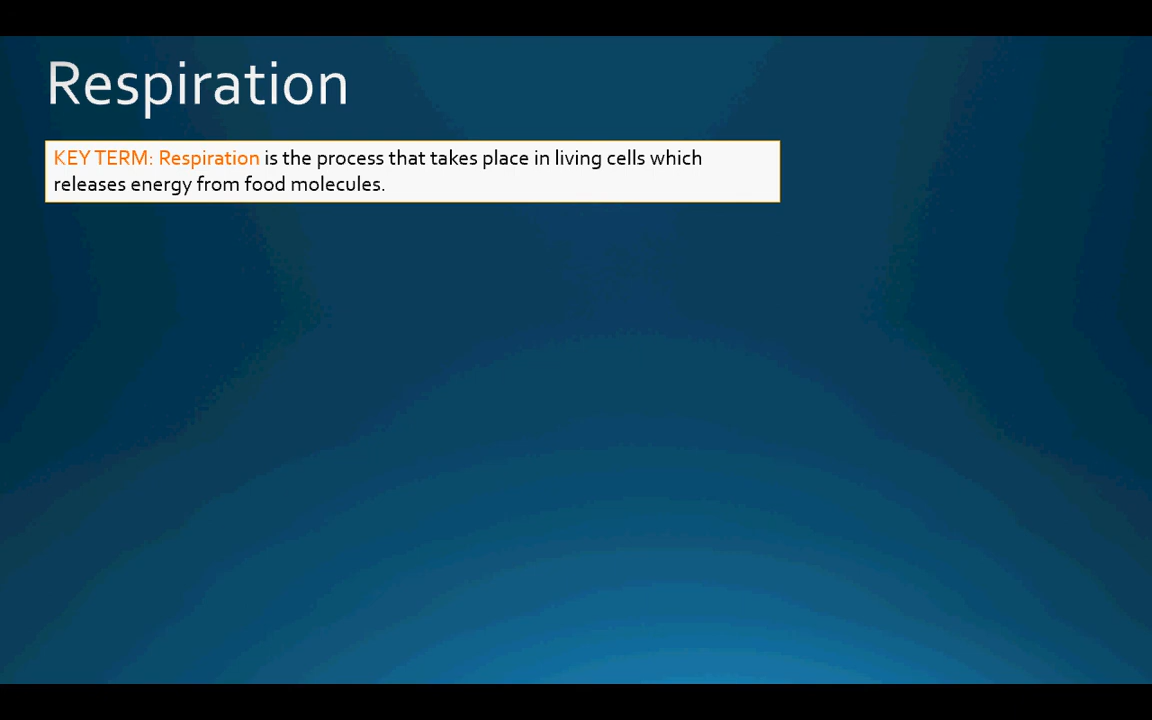 Respiration
KEY TERM: Respiration is the process that takes place in living cells which
releases energy from food molecules.